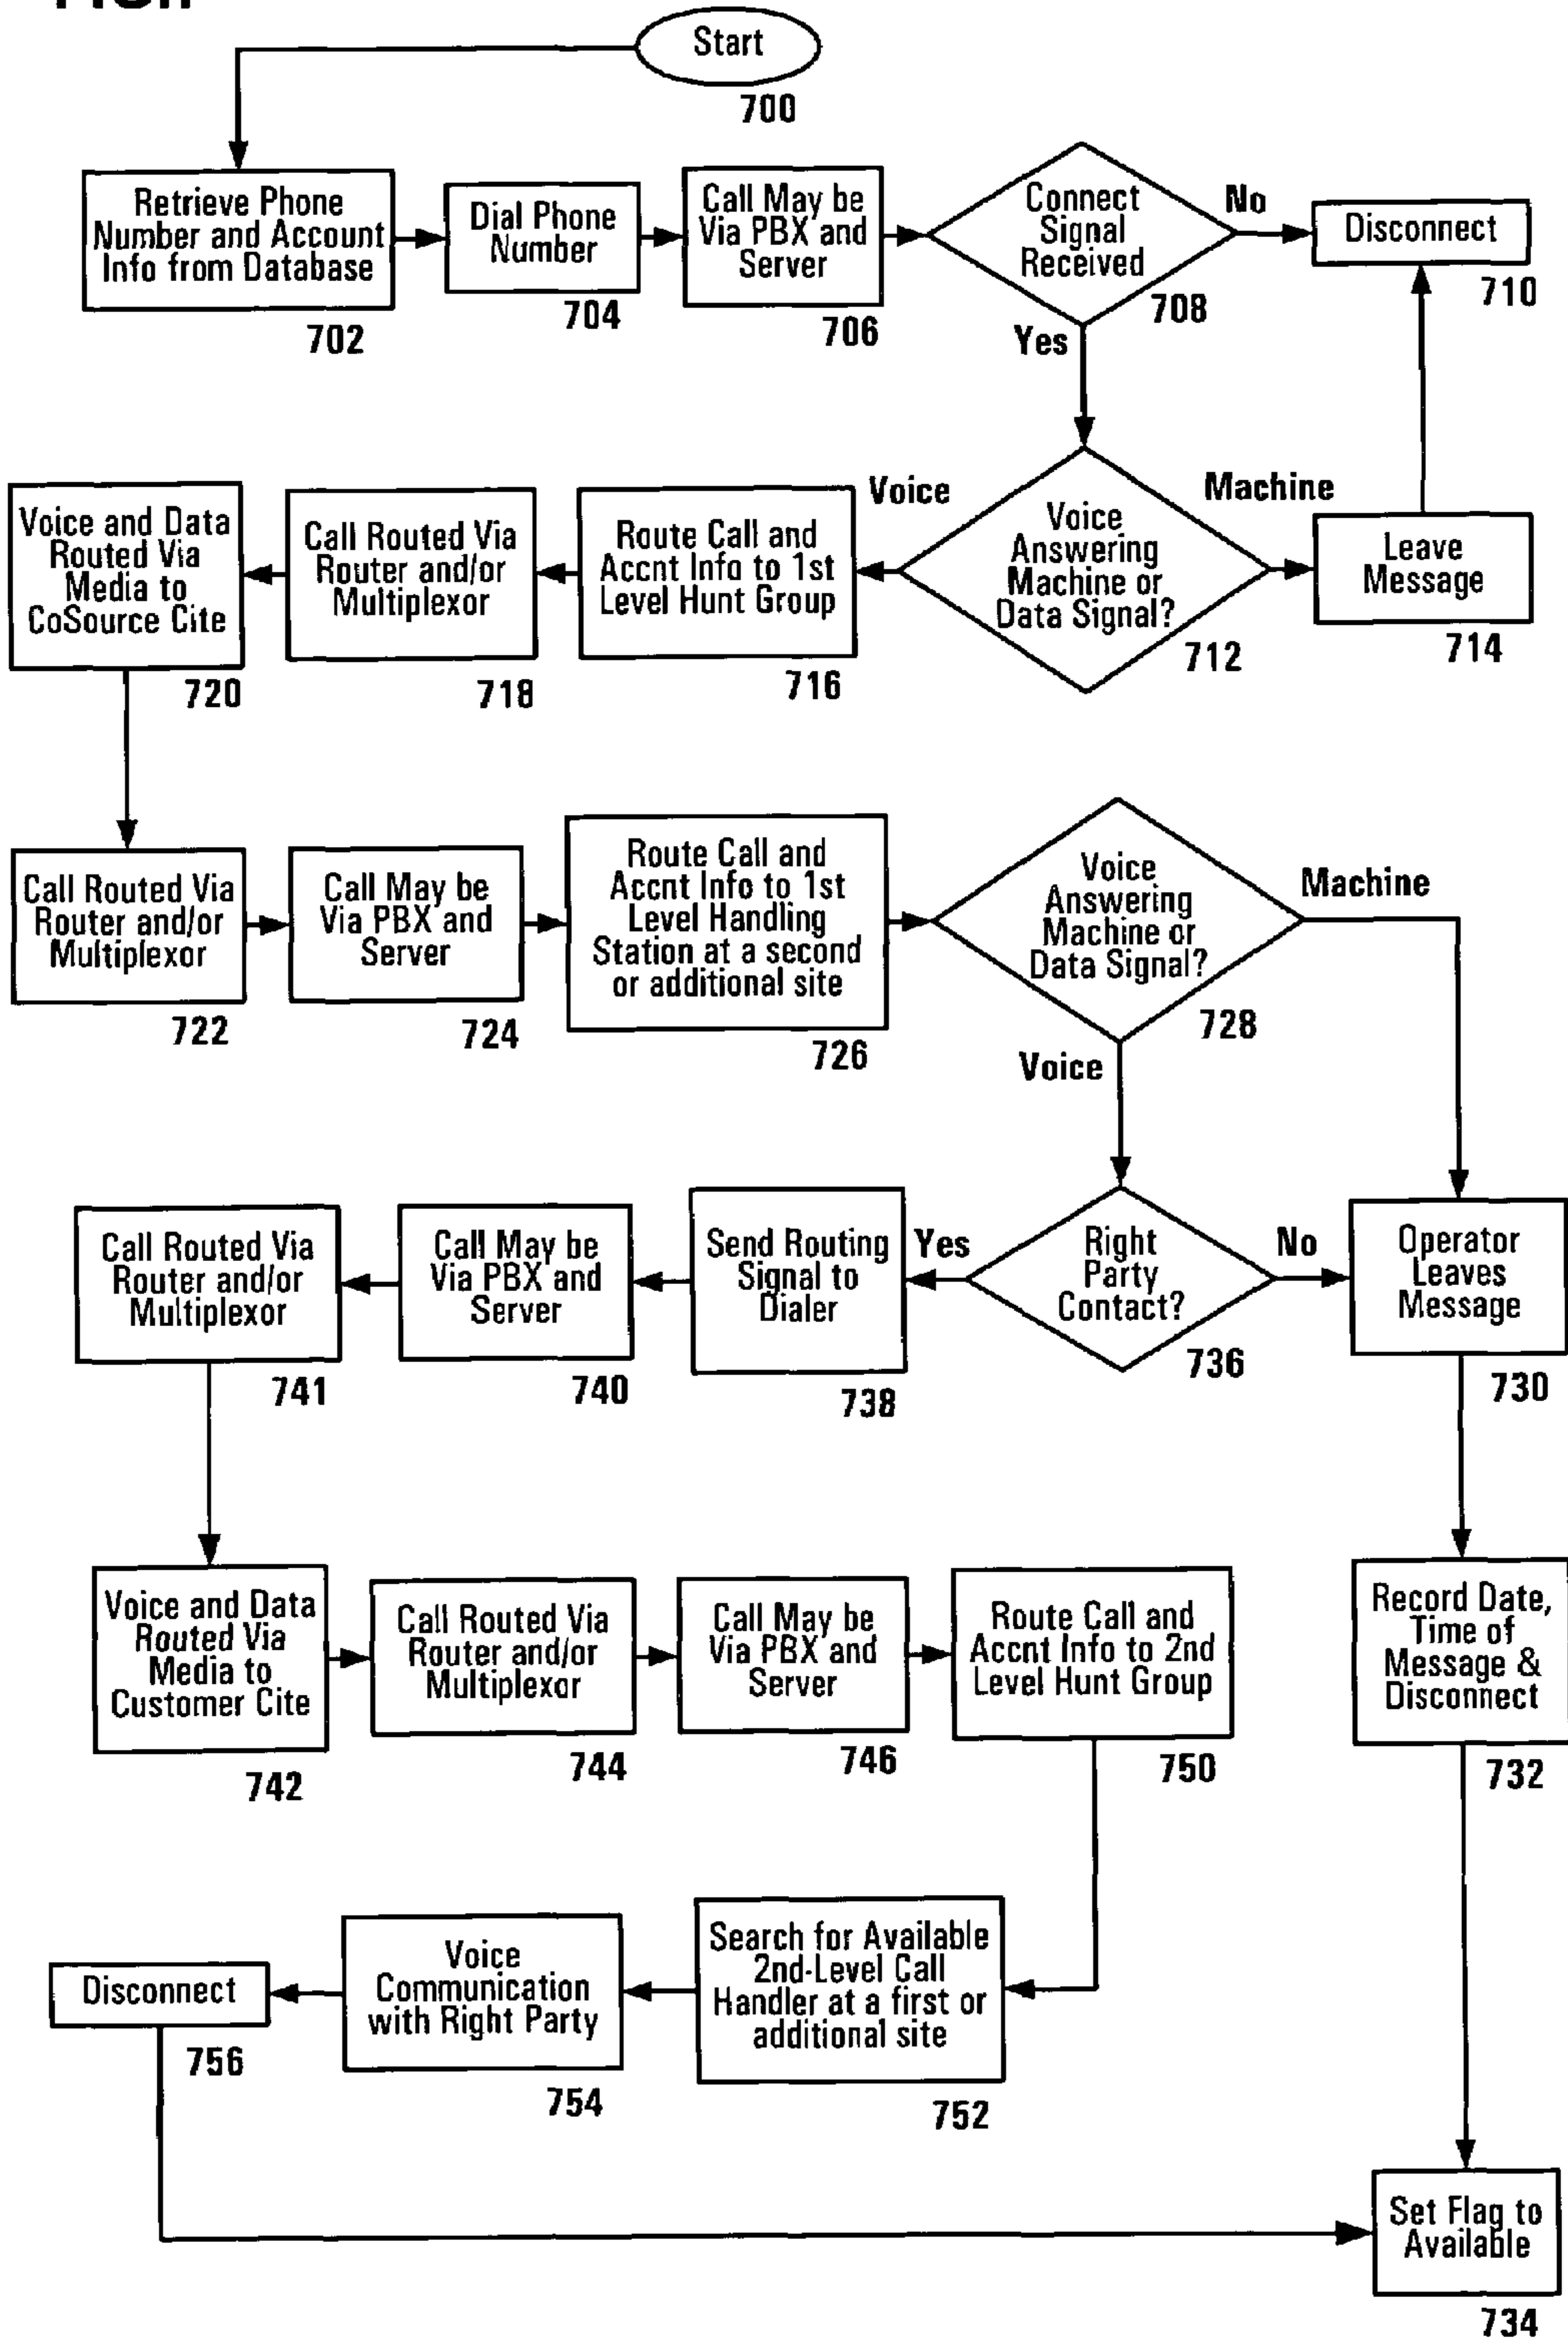 Start
700
Retrieve Phone
Number and Account
Info from Database
702
Dial Phone
Number
704
Call May be
Via PBX and
Server
706
Connect
Signal
Received
708
No
Yes
Disconnect
710
Voice and Data
Routed Via
Media to
CoSource Cite
720
Call Routed Via
Router and/or
Multiplexor
718
Route Call and
Accnt Info to 1st
Level Hunt Group
716
Voice
Voice
Answering
Machine or
Data Signal?
712
Machine
Leave
Message
714
Call Routed Via
Router and/or
Multiplexor
722
Call May be
Via PBX and
Server
724
Route Call and
Accnt Info to 1st
Level Handling
Station at a second
or additional site
726
Voice
Answering
Machine or
Data Signal?
728
Machine
Voice
Call Routed Via
Router and/or
Multiplexor
741
Call May be
Via PBX and
Server
740
Send Routing
Signal to
Dialer
738
Yes
Right
Party
Contact?
736
No
Operator
Leaves
Message
730
Voice and Data
Routed Via
Media to
Customer Cite
742
Call Routed Via
Router and/or
Multiplexor
744
Call May be
Via PBX and
Server
746
Route Call and
Accnt Info to 2nd
Level Hunt Group
750
Record Date,
Time of
Message &
Disconnect
732
Disconnect
756
Voice
Communication
with Right Party
754
Search for Available
2nd-Level Call
Handler at a first or
additional site
752
Set Flag to
Available
734